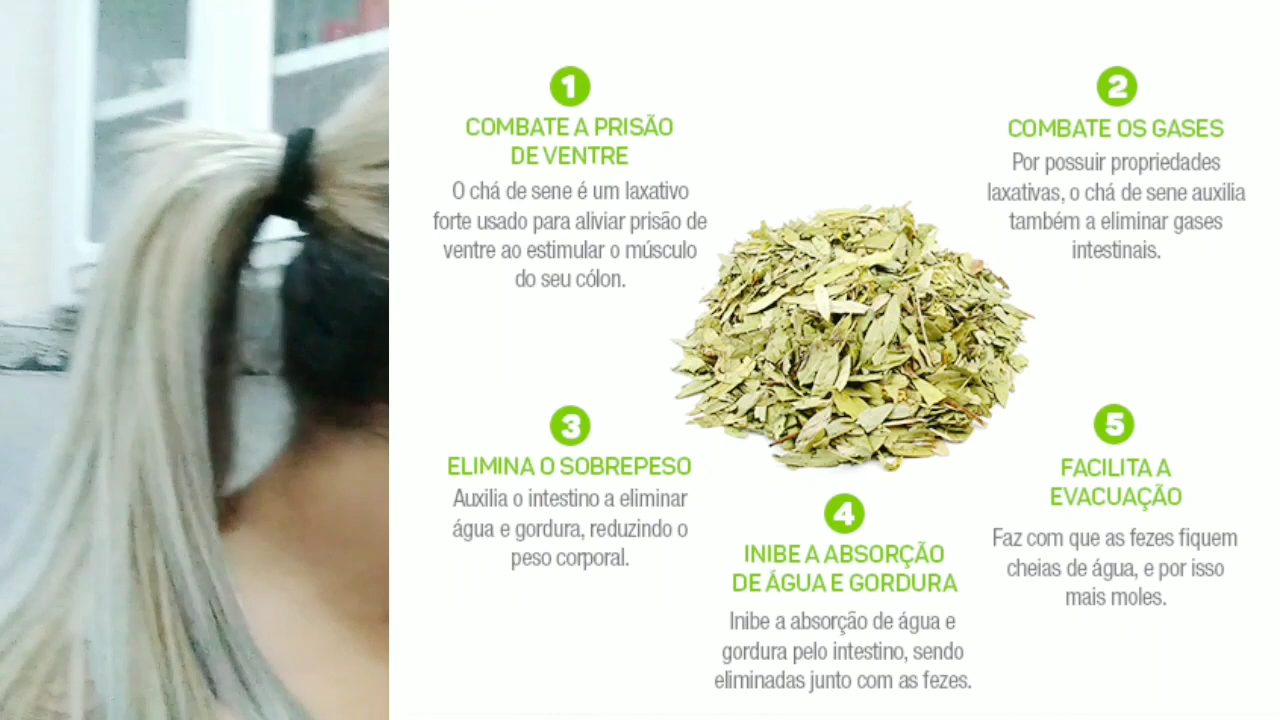 1
COMBATE A PRISÃO
DE VENTRE
O chá de sene é um laxativo
forte usado para aliviar prisão de
ventre ao estimular o músculo
do seu cólon.
2
COMBATE OS GASES
Por possuir propriedades
laxativas, o chá de sene auxilia
também a eliminar gases
intestinais.
3
ELIMINA O SOBREPESO
Auxilia o intestino a eliminar
água e gordura, reduzindo o
peso corporal.
4
INIBE A ABSORÇÃO
DE ÁGUA E GORDURA
Inibe a absorção de água e
gordura pelo intestino, sendo
eliminadas junto com as fezes.
5
FACILITA A
EVACUAÇÃO
Faz com que as fezes fiquem
cheias de água, e por isso
mais moles.